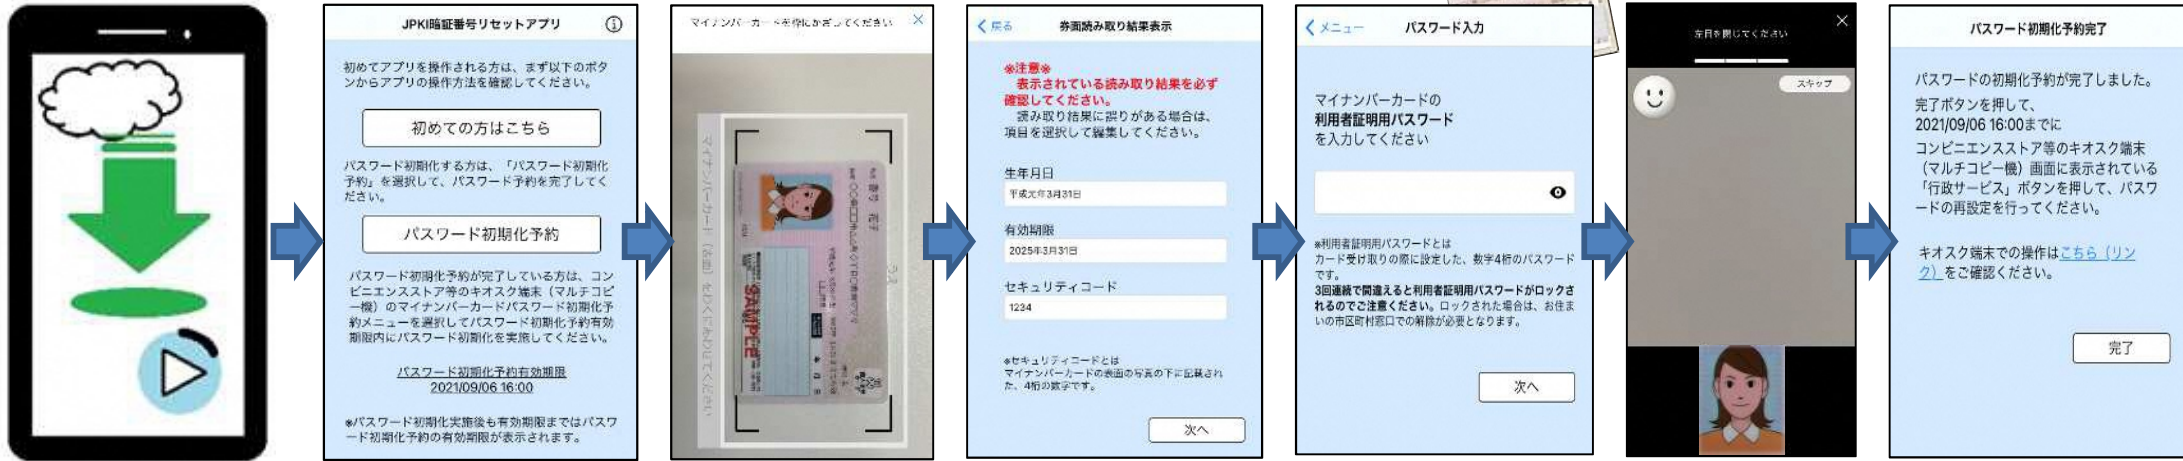 JPKI暗証番号リセットアプリ
初めてアプリを操作される方は、まず以下のボタ
ンからアプリの操作方法を確認してください。
初めての方はこちら
パスワード初期化する方は、「パスワード初期化
予約」を選択して、パスワード予約を完了してく
ださい。
パスワード初期化予約
パスワード初期化予約が完了している方は、コン
ビニエンスストア等のキオスク端末（マルチコピ
ー機）のマイナンバーカードパスワード初期化予
約メニューを選択してパスワード初期化予約有効
期限内にパスワード初期化を実施してください。
パスワード初期化予約有効期限
2021/09/06 16:00
※パスワード初期化実施後も有効期限まではパスワ
ード初期化予約の有効期限が表示されます。
マイナンバーカードを枠にかざしてください
SAMPLE
戻る
券面読み取り結果表示
※注意※
表示されている読み取り結果を必ず
確認してください。
読み取り結果に誤りがある場合は、
項目を選択して編集してください。
生年月日
平成元年3月31日
有効期限
2025年3月31日
セキュリティコード
1234
※セキュリティコードとは
マイナンバーカードの表面の写真の下に記載され
た、4桁の数字です。
次へ
メニュー
パスワード入力
マイナンバーカードの
利用者証明用パスワード
を入力してください
※利用者証明用パスワードとは
カード受け取りの際に設定した、数字4桁のパスワード
です。
3回連続で間違えると利用者証明用パスワードがロックさ
れるのでご注意ください。ロックされた場合は、お住ま
いの市区町村窓口での解除が必要となります。
次へ
左目を閉じてください
スキップ
パスワード初期化予約完了
パスワードの初期化予約が完了しました。
完了ボタンを押して、
2021/09/06 16:00までに
コンビニエンスストア等のキオスク端末
（マルチコピー機）画面に表示されている
「行政サービス」ボタンを押して、パスワ
ードの再設定を行ってください。
キオスク端末での操作はこちら（リン
ク）をご確認ください。
完了